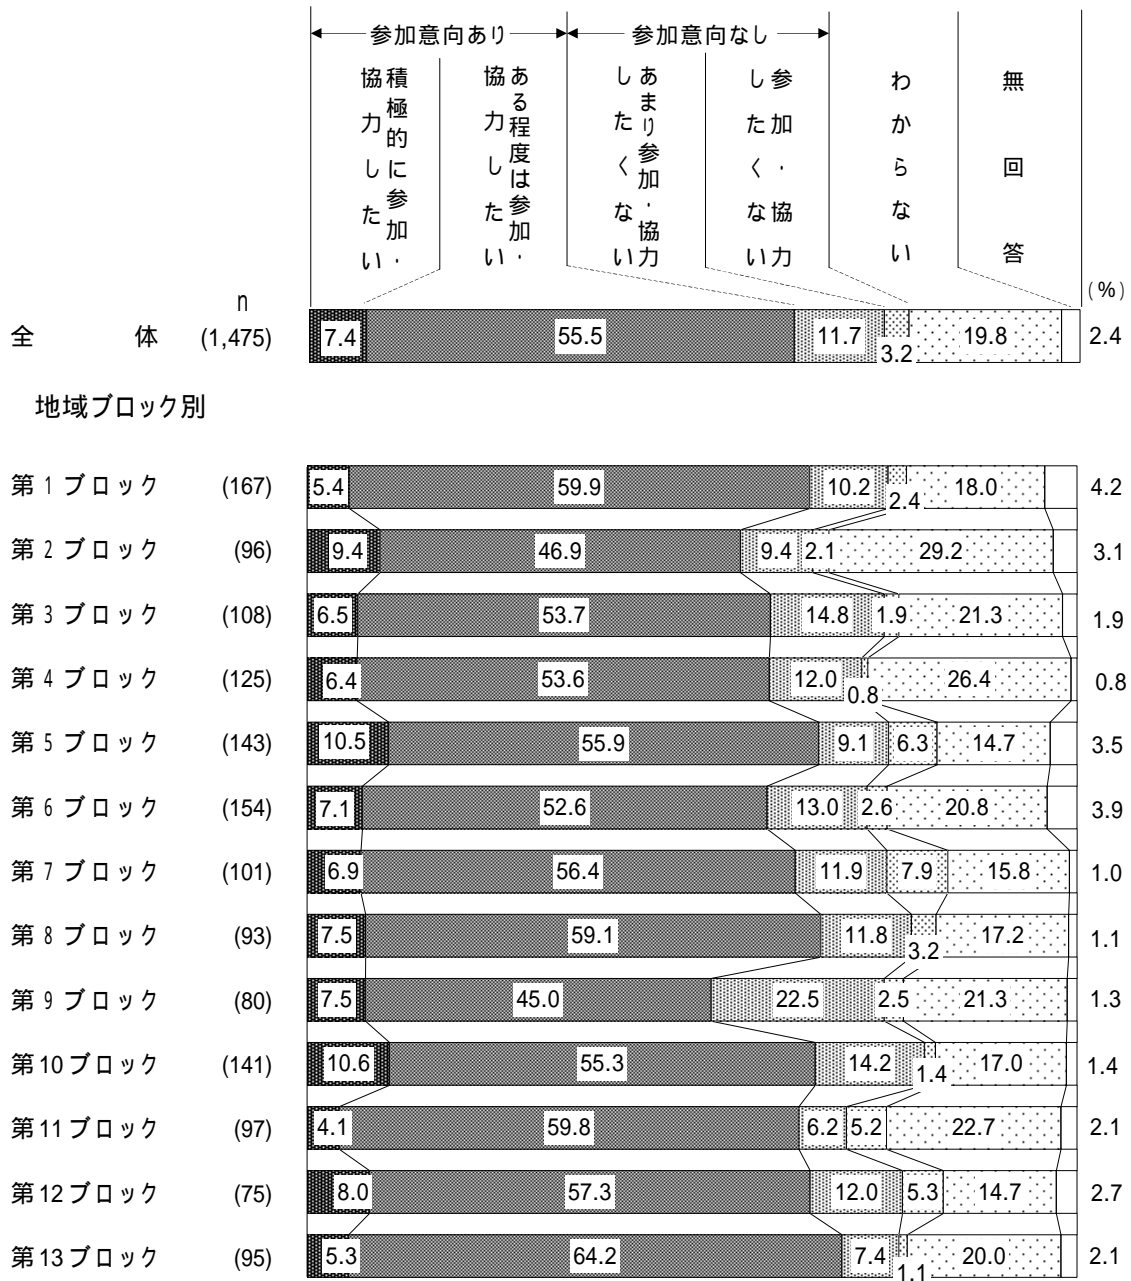 参加意向あり 参加意向なし
積極的に参加・協力したい
ある程度は参加・協力したい
あまり参加・協力したくない
参加・協力したくない
わからない
無回答
(%)
n
全体 (1,475) 7.4 55.5 11.7 3.2 19.8 2.4
地域ブロック別
第1ブロック (167) 5.4 59.9 10.2 2.4 18.0 4.2
第2ブロック (96) 9.4 46.9 9.4 2.1 29.2 3.1
第3ブロック (108) 6.5 53.7 14.8 1.9 21.3 1.9
第4ブロック (125) 6.4 53.6 12.0 0.8 26.4 0.8
第5ブロック (143) 10.5 55.9 9.1 6.3 14.7 3.5
第6ブロック (154) 7.1 52.6 13.0 2.6 20.8 3.9
第7ブロック (101) 6.9 56.4 11.9 7.9 15.8 1.0
第8ブロック (93) 7.5 59.1 11.8 3.2 17.2 1.1
第9ブロック (80) 7.5 45.0 22.5 2.5 21.3 1.3
第10ブロック (141) 10.6 55.3 14.2 1.4 17.0 1.4
第11ブロック (97) 4.1 59.8 6.2 5.2 22.7 2.1
第12ブロック (75) 8.0 57.3 12.0 5.3 14.7 2.7
第13ブロック (95) 5.3 64.2 7.4 1.1 20.0 2.1